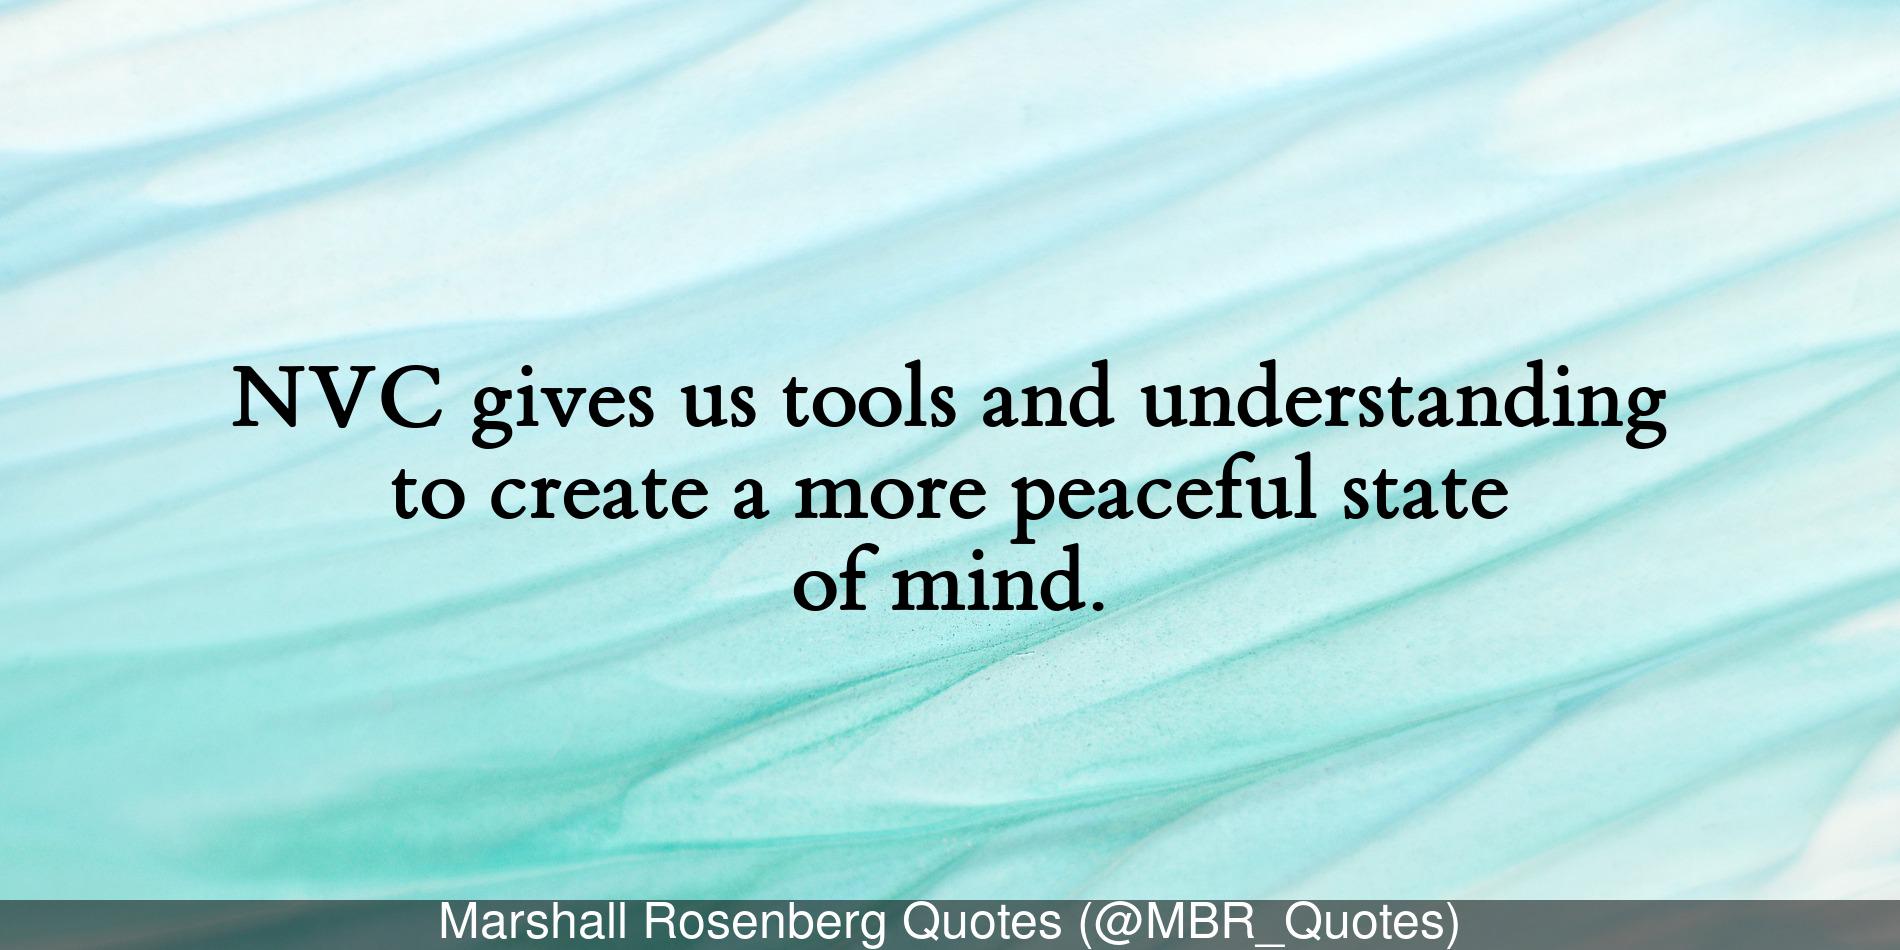 NVC gives us tools and understanding
to create a more peaceful state
of mind.
Marshall Rosenberg Quotes (@MBR_Quotes)